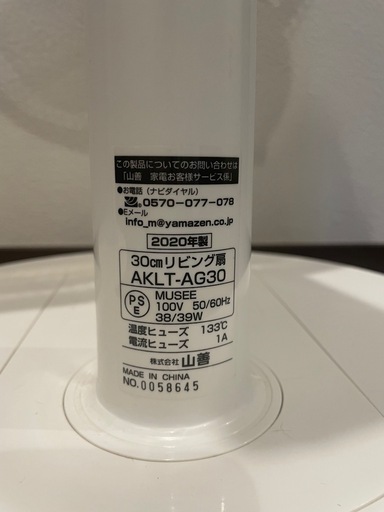 この製品についてのお問い合わせは
「山善 家電お客様サービス係」
●お電話（ナビダイヤル）
0570-077-078
●Eメール
info_m@yamazen.co.jp
2020年製
30cmリビング扇
AKLT-AG30
PS
E
MUSEE
100V 50/60Hz
38/39W
温度ヒューズ 133℃
電流ヒューズ 1A
株式会社 山善
MADE IN CHINA
NO.0058645